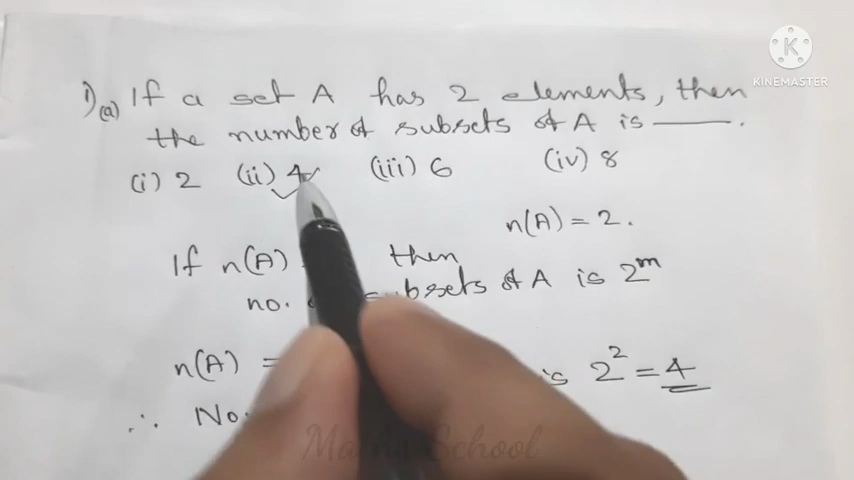 1) (a) If a set A has 2 elements, then
the number of subsets of A is ____.
(i) 2 (ii) 4 (iii) 6 (iv) 8
n(A) = 2.
If n(A) then
no. subsets of A is 2^m
n(A) = is 2^2 = 4
∴ No.
KINEMASTER